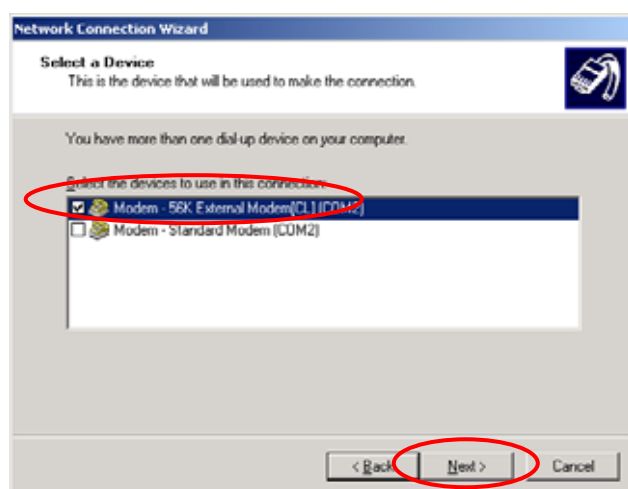 Network Connection Wizard
Select a Device
This is the device that will be used to make the connection.
You have more than one dial-up device on your computer.
Select the devices to use in this connection:
Modem - 56K External Modem[CL] (COM2)
Modem - Standard Modem (COM2)
< Back Next > Cancel